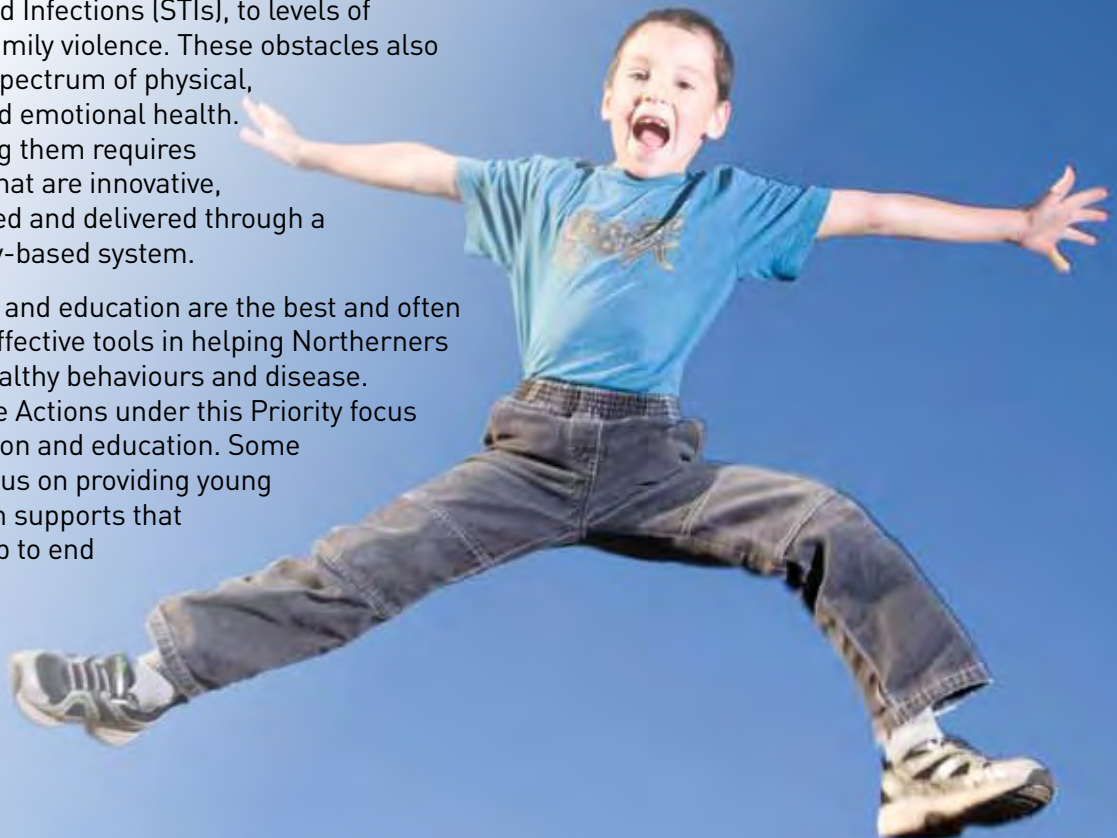 d Infections (STIs), to levels of
mily violence. These obstacles also
pectrum of physical,
d emotional health.
g them requires
hat are innovative,
ed and delivered through a
y-based system.
and education are the best and often
ffective tools in helping Northerners
althy behaviours and disease.
e Actions under this Priority focus
on and education. Some
us on providing young
n supports that
p to end